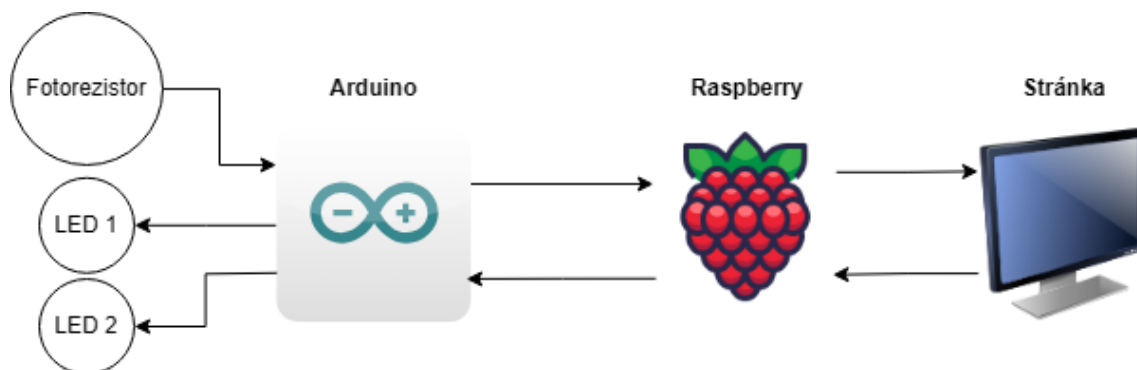 Fotorezistor
Arduino
Raspberry
Stránka
LED 1
LED 2